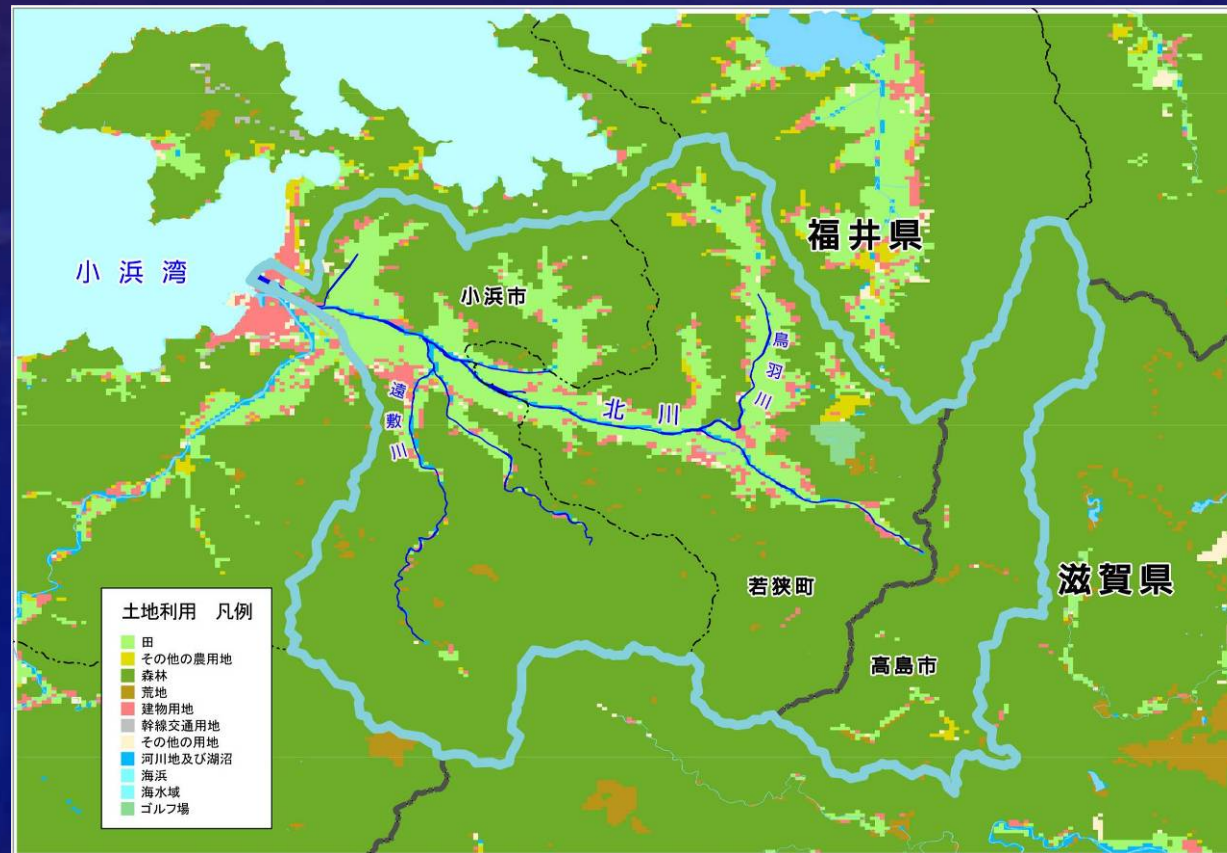 福井県
小浜湾
小浜市
鳥羽川
北川
遠敷川
滋賀県
若狭町
高島市
土地利用 凡例
田
その他の農用地
森林
荒地
建物用地
幹線交通用地
その他の用地
河川地及び湖沼
海浜
海水域
ゴルフ場